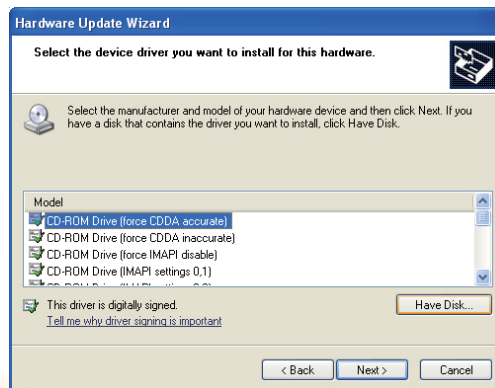 Hardware Update Wizard
Select the device driver you want to install for this hardware.
Select the manufacturer and model of your hardware device and then click Next. If you
have a disk that contains the driver you want to install, click Have Disk.
Model
CD-ROM Drive (force CDDA accurate)
CD-ROM Drive (force CDDA inaccurate)
CD-ROM Drive (force IMAPI disable)
CD-ROM Drive (IMAPI settings 0,1)
This driver is digitally signed.
Have Disk...
Tell me why driver signing is important
< Back
Next >
Cancel